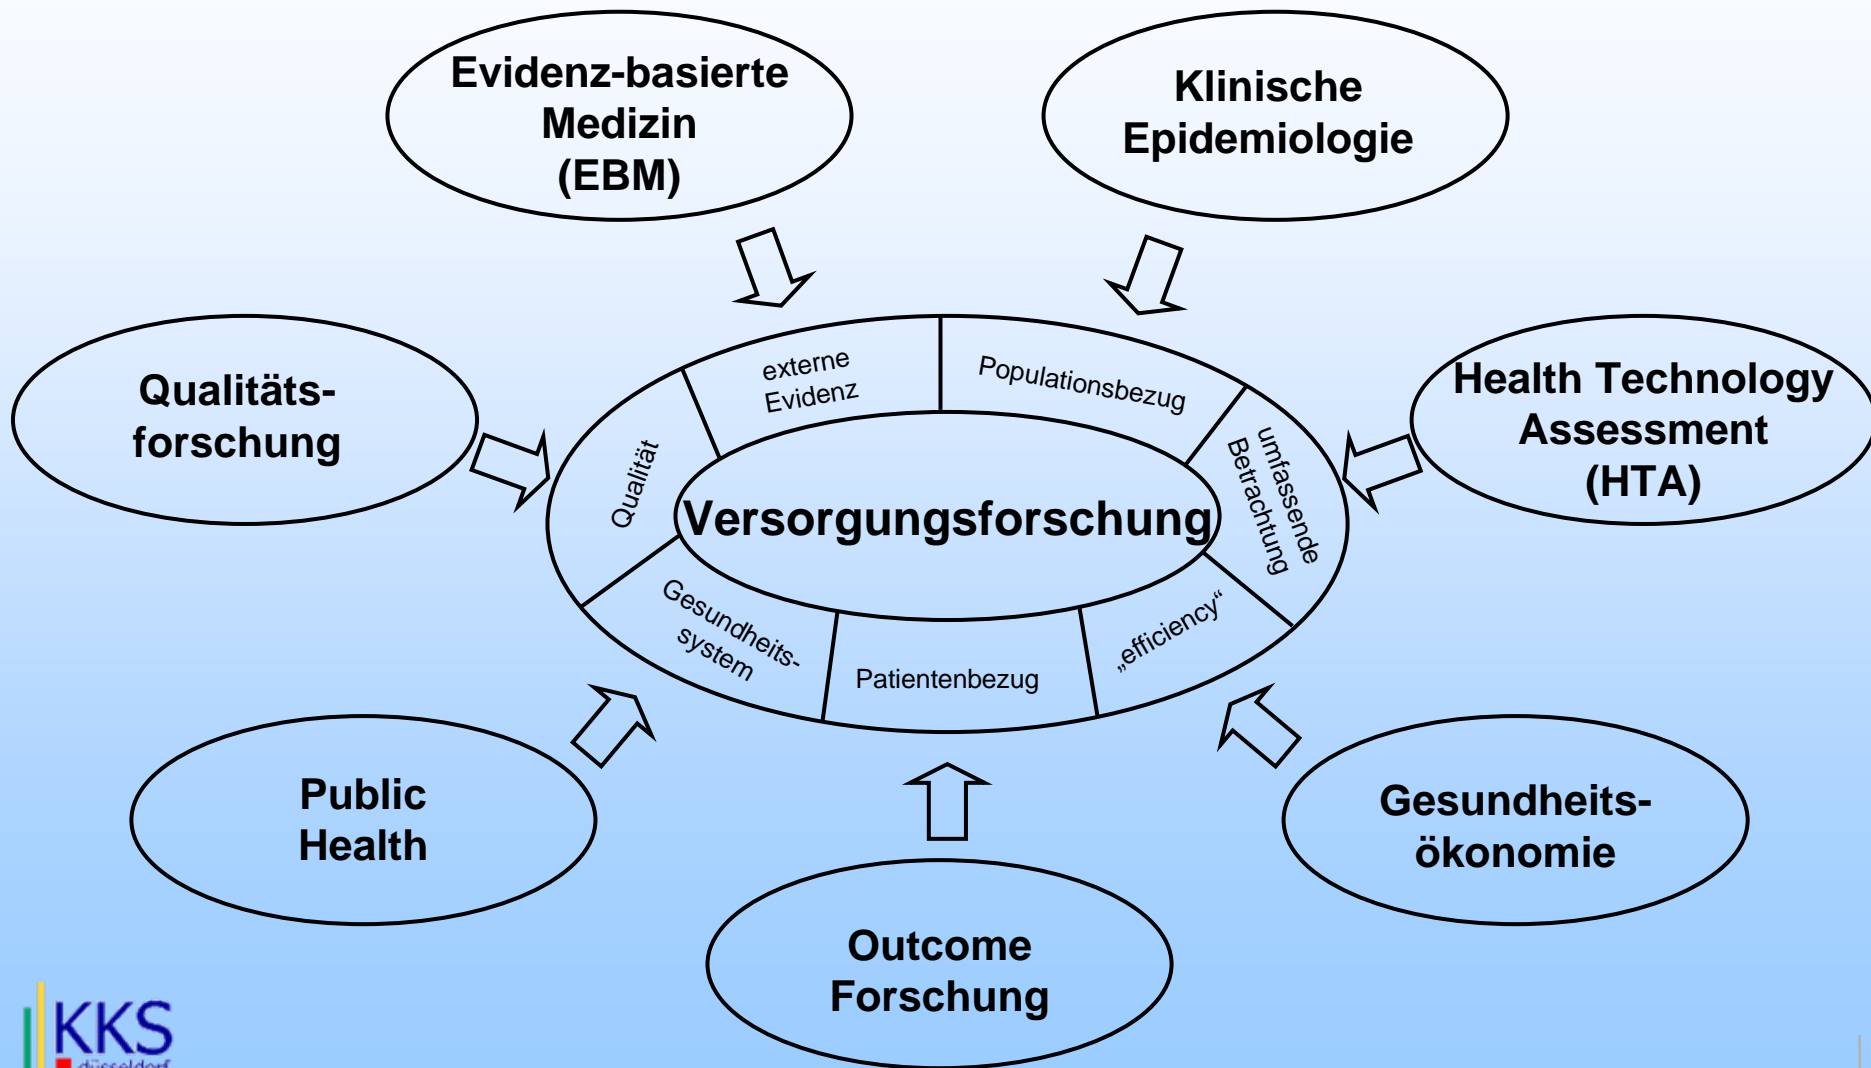 Evidenz-basierte
Medizin
(EBM)
Klinische
Epidemiologie
Qualitäts-
forschung
externe
Evidenz
Populationsbezug
Health Technology
Assessment
(HTA)
Qualität
Versorgungsforschung
umfassende
Betrachtung
Gesundheits-
system
Patientenbezug
„efficiency“
Public
Health
Gesundheits-
ökonomie
Outcome
Forschung
KKS
düsseldorf